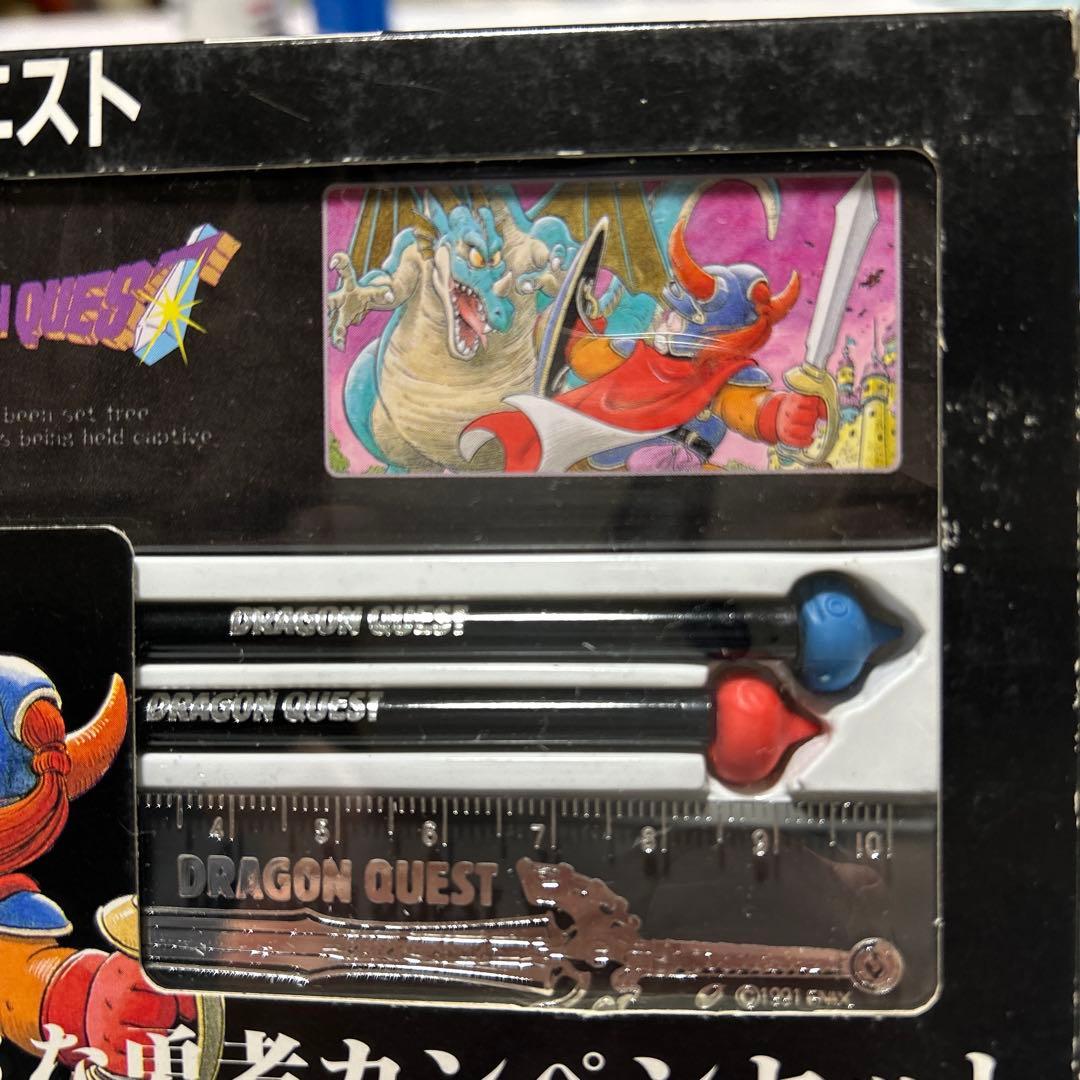 エスト
QUEST
been set free
s being held captive.
DRAGON QUEST
DRAGON QUEST
4 5 6 7 8 9 10
DRAGON QUEST
©1991 ENIX
な勇者カンペンセット